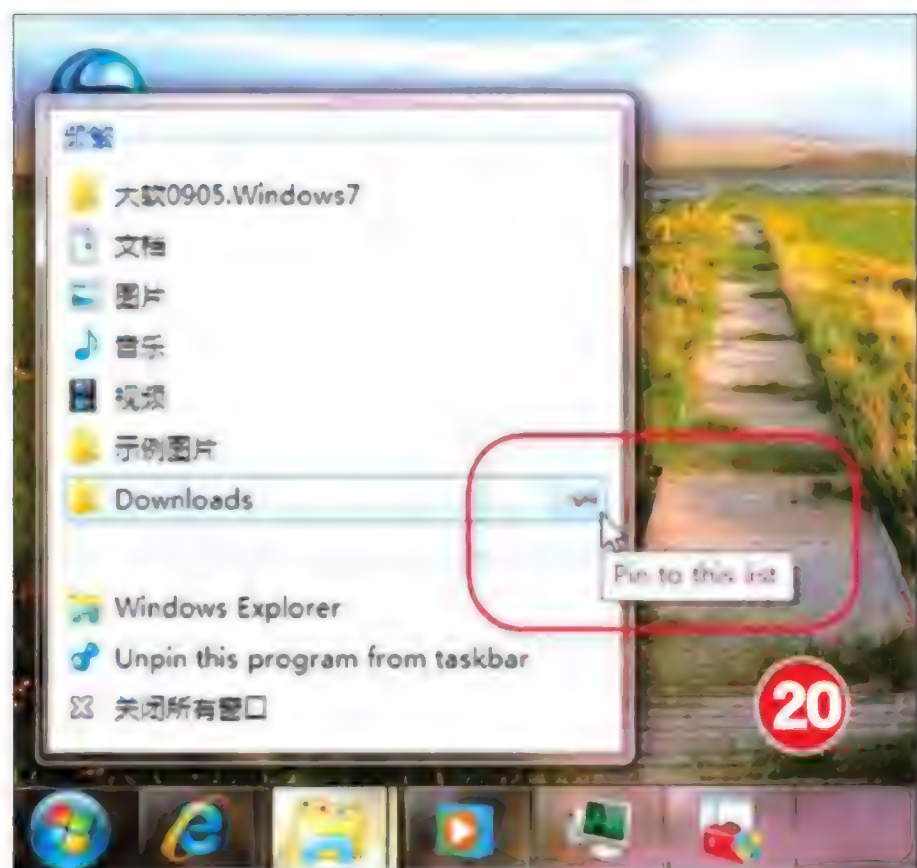 频繁
大软0905.Windows7
文档
图片
音乐
视频
示例图片
Downloads
Pin to this list
Windows Explorer
Unpin this program from taskbar
关闭所有窗口
20